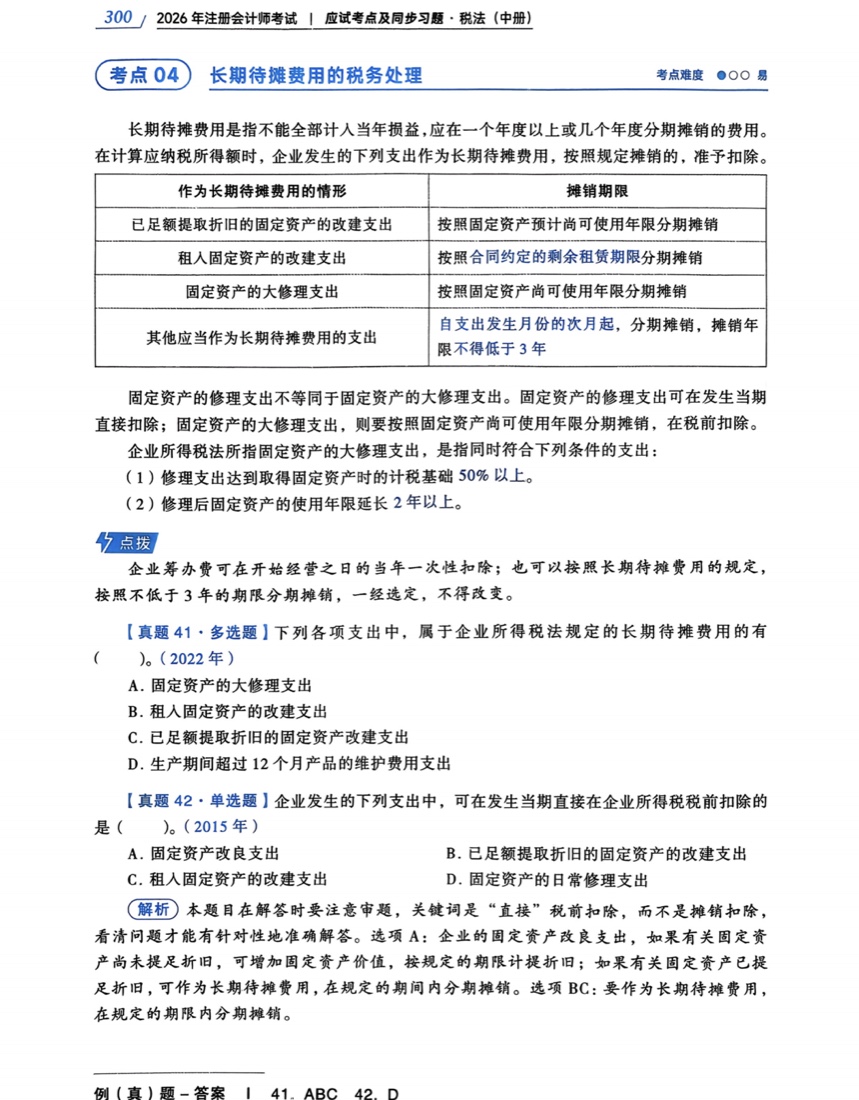 300 / 2026 年注册会计师考试 | 应试考点及同步习题·税法（中册）
考点 04 长期待摊费用的税务处理 考点难度 ●○○ 易
长期待摊费用是指不能全部计入当年损益，应在一个年度以上或几个年度分期摊销的费用。
在计算应纳税所得额时，企业发生的下列支出作为长期待摊费用，按照规定摊销的，准予扣除。
作为长期待摊费用的情形 摊销期限
已足额提取折旧的固定资产的改建支出 按照固定资产预计尚可使用年限分期摊销
租入固定资产的改建支出 按照合同约定的剩余租赁期限分期摊销
固定资产的大修理支出 按照固定资产尚可使用年限分期摊销
其他应当作为长期待摊费用的支出 自支出发生月份的次月起，分期摊销，摊销年
限不得低于 3 年
固定资产的修理支出不等同于固定资产的大修理支出。固定资产的修理支出可在发生当期
直接扣除；固定资产的大修理支出，则要按照固定资产尚可使用年限分期摊销，在税前扣除。
企业所得税法所指固定资产的大修理支出，是指同时符合下列条件的支出：
（1）修理支出达到取得固定资产时的计税基础 50% 以上。
（2）修理后固定资产的使用年限延长 2 年以上。
点拨
企业筹办费可在开始经营之日的当年一次性扣除；也可以按照长期待摊费用的规定，
按照不低于 3 年的期限分期摊销，一经选定，不得改变。
【真题 41·多选题】下列各项支出中，属于企业所得税法规定的长期待摊费用的有
（ ）。（2022 年）
A. 固定资产的大修理支出
B. 租入固定资产的改建支出
C. 已足额提取折旧的固定资产改建支出
D. 生产期间超过 12 个月产品的维护费用支出
【真题 42·单选题】企业发生的下列支出中，可在发生当期直接在企业所得税税前扣除的
是（ ）。（2015 年）
A. 固定资产改良支出 B. 已足额提取折旧的固定资产的改建支出
C. 租入固定资产的改建支出 D. 固定资产的日常修理支出
解析 本题目在解答时要注意审题，关键词是“直接”税前扣除，而不是摊销扣除，
看清问题才能有针对性地准确解答。选项 A：企业的固定资产改良支出，如果有关固定资
产尚未提足折旧，可增加固定资产价值，按规定的期限计提折旧；如果有关固定资产已提
足折旧，可作为长期待摊费用，在规定的期间内分期摊销。选项 BC：要作为长期待摊费用，
在规定的期限内分期摊销。
例（真）题－答案 | 41. ABC 42. D